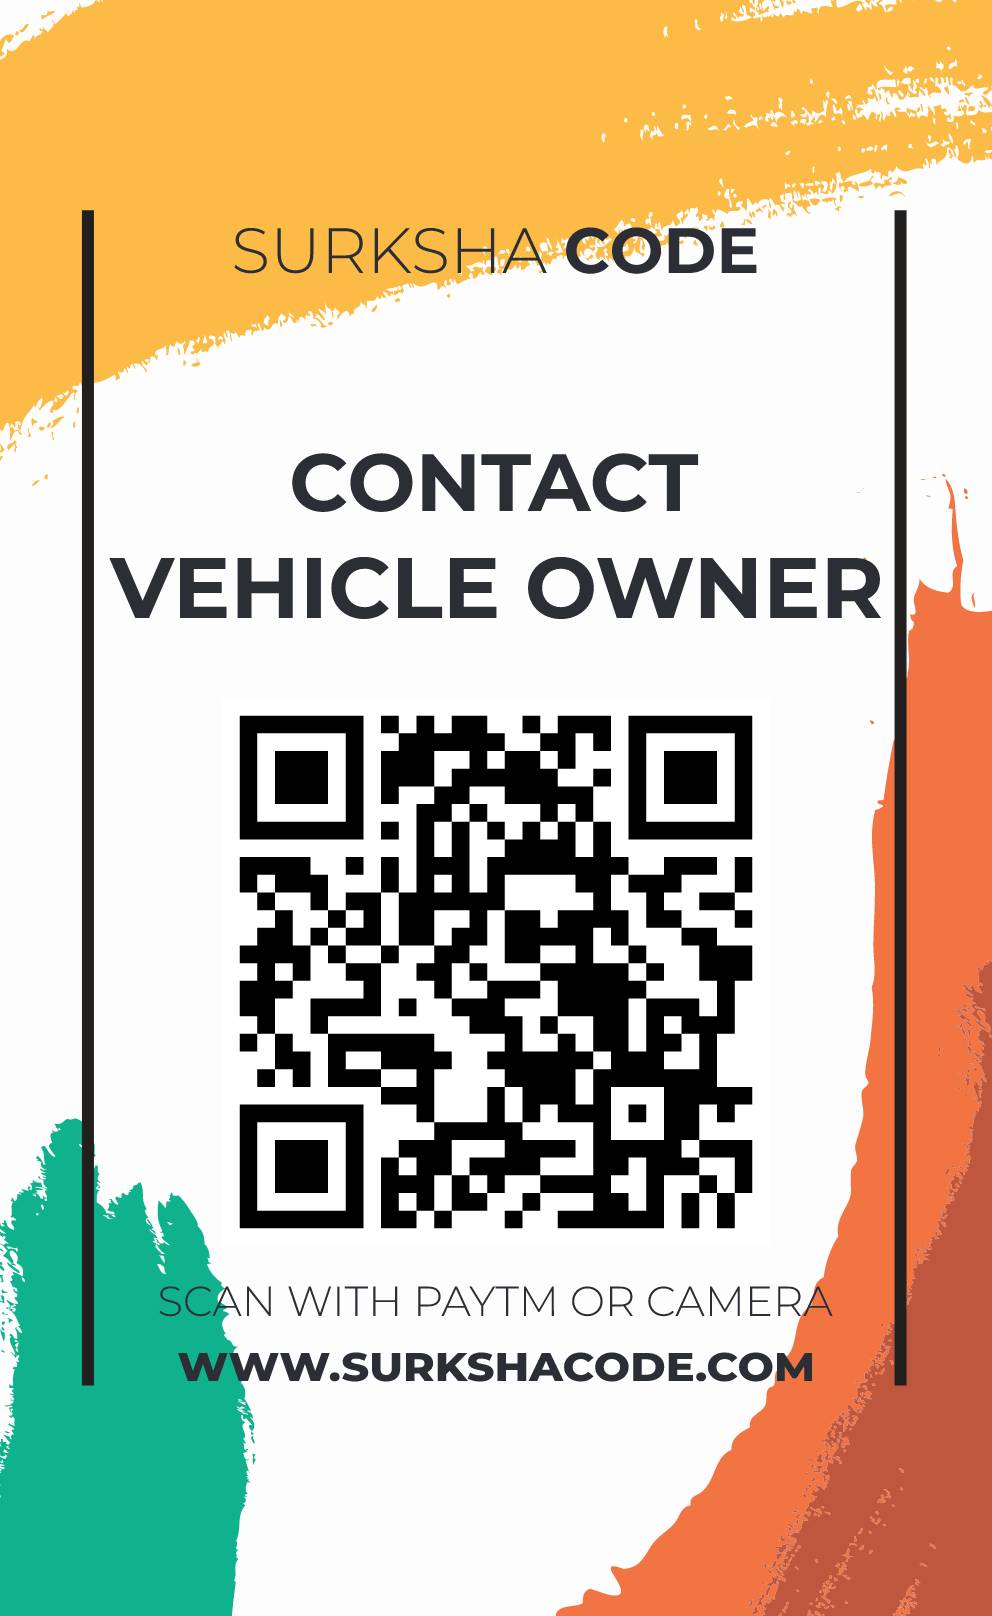 SURKSHA CODE
CONTACT
VEHICLE OWNER
SCAN WITH PAYTM OR CAMERA
WWW.SURKSHACODE.COM